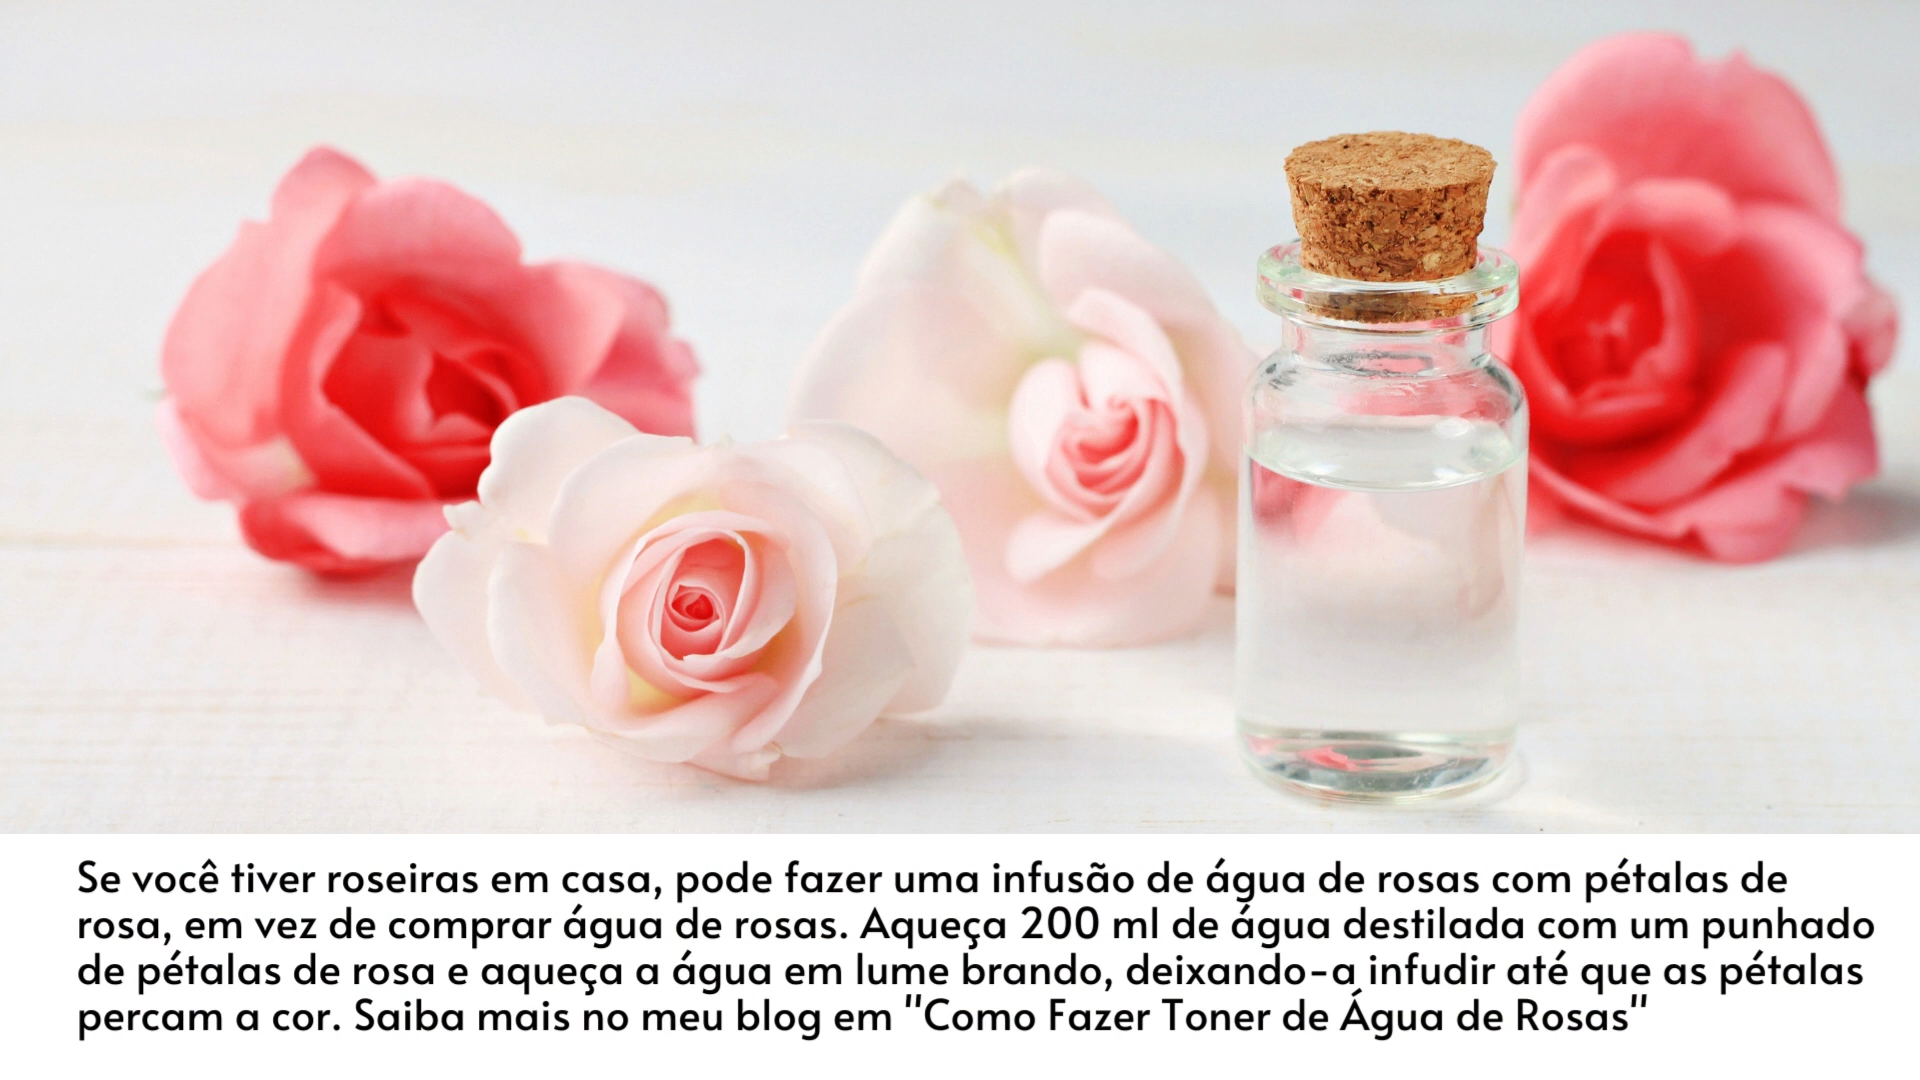 Se você tiver roseiras em casa, pode fazer uma infusão de água de rosas com pétalas de
rosa, em vez de comprar água de rosas. Aqueça 200 ml de água destilada com um punhado
de pétalas de rosa e aqueça a água em lume brando, deixando-a infudir até que as pétalas
percam a cor. Saiba mais no meu blog em "Como Fazer Toner de Água de Rosas"